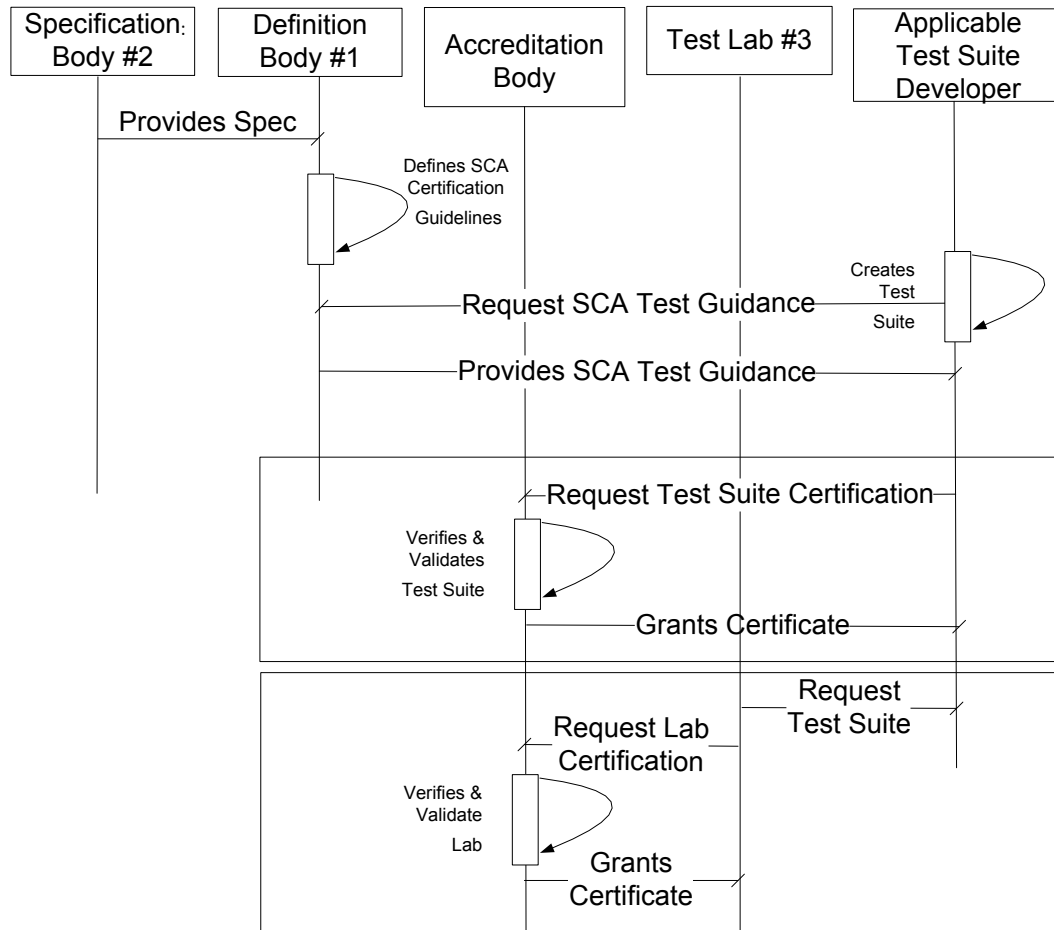 Specification:
Body #2
Definition
Body #1
Accreditation
Body
Test Lab #3
Applicable
Test Suite
Developer
Provides Spec
Defines SCA
Certification
Guidelines
Creates
Test
Suite
Request SCA Test Guidance
Provides SCA Test Guidance
Request Test Suite Certification
Verifies &
Validates
Test Suite
Grants Certificate
Request
Test Suite
Request Lab
Certification
Verifies &
Validate
Lab
Grants
Certificate